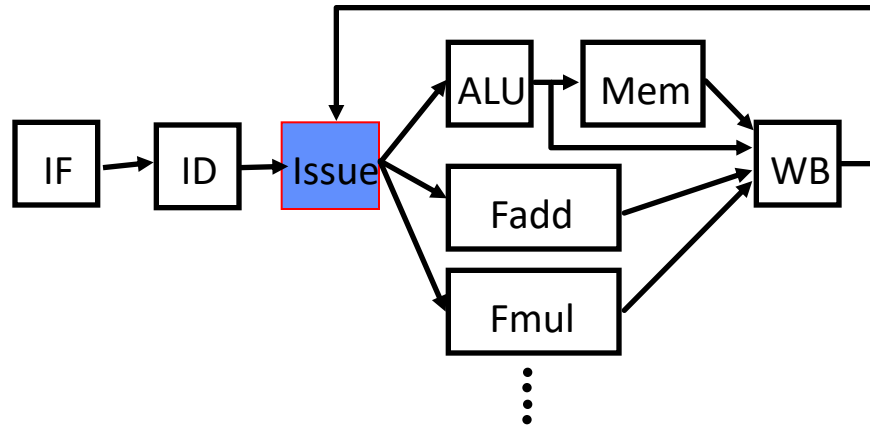 IF
ID
Issue
ALU
Mem
Fadd
Fmul
WB